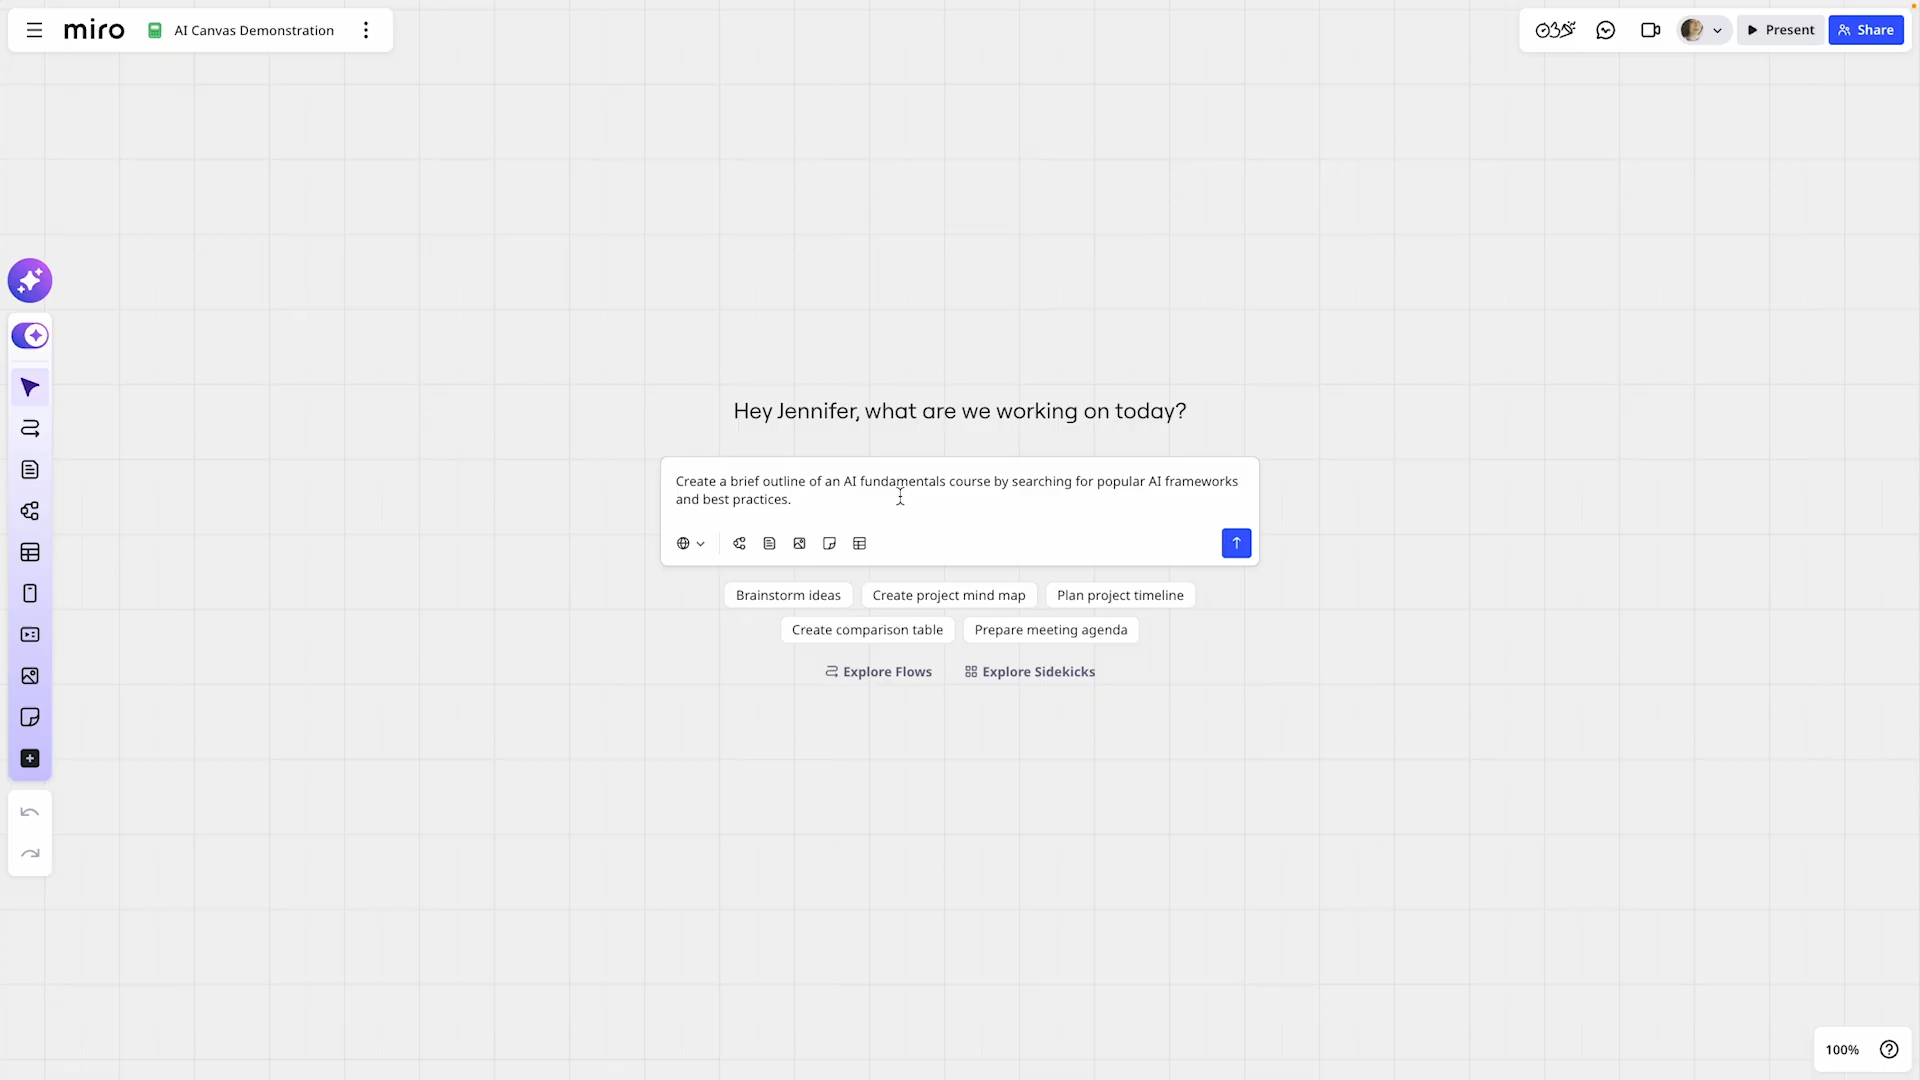 miro
AI Canvas Demonstration
Present
Share
Hey Jennifer, what are we working on today?
Create a brief outline of an AI fundamentals course by searching for popular AI frameworks
and best practices.
Brainstorm ideas
Create project mind map
Plan project timeline
Create comparison table
Prepare meeting agenda
Explore Flows
Explore Sidekicks
100%